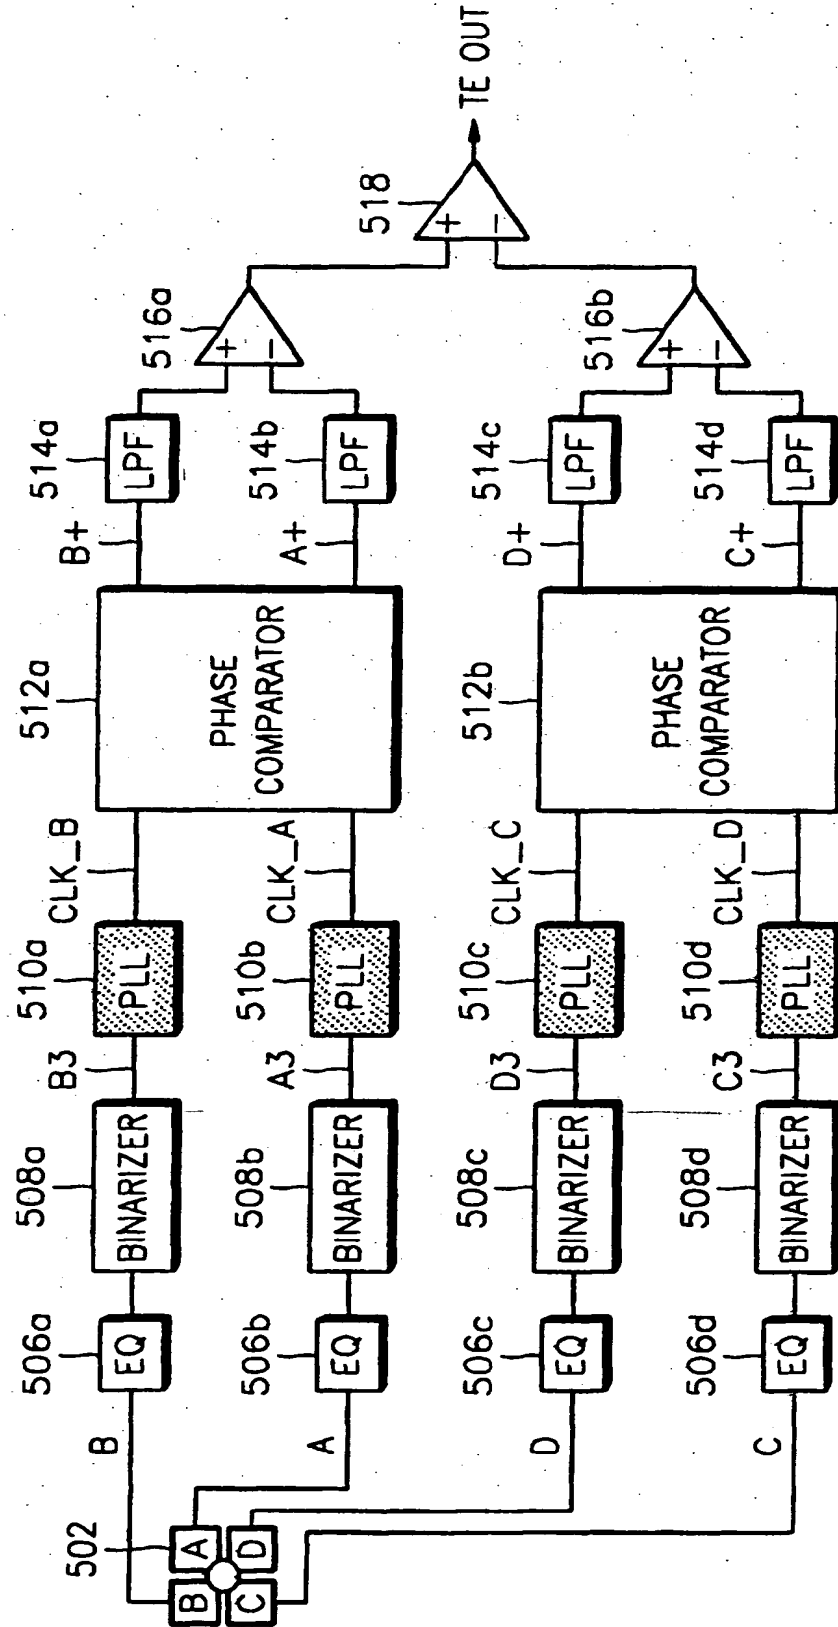 506a
508a
510a
512a
514a
B
B3
CLK_B
B+
EQ
BINARIZER
PLL
LPF
502
516a
B
A
C
D
PHASE
COMPARATOR
+
−
506b
508b
510b
514b
A
A3
CLK_A
A+
EQ
BINARIZER
PLL
LPF
518
+
−
TE OUT
506c
508c
510c
512b
514c
D
D3
CLK_C
D+
EQ
BINARIZER
PLL
LPF
516b
PHASE
COMPARATOR
+
−
506d
508d
510d
514d
C
C3
CLK_D
C+
EQ
BINARIZER
PLL
LPF